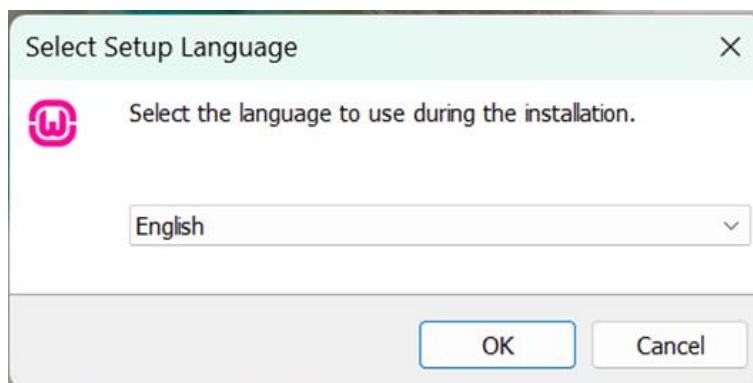 Select Setup Language
Select the language to use during the installation.
English
OK
Cancel